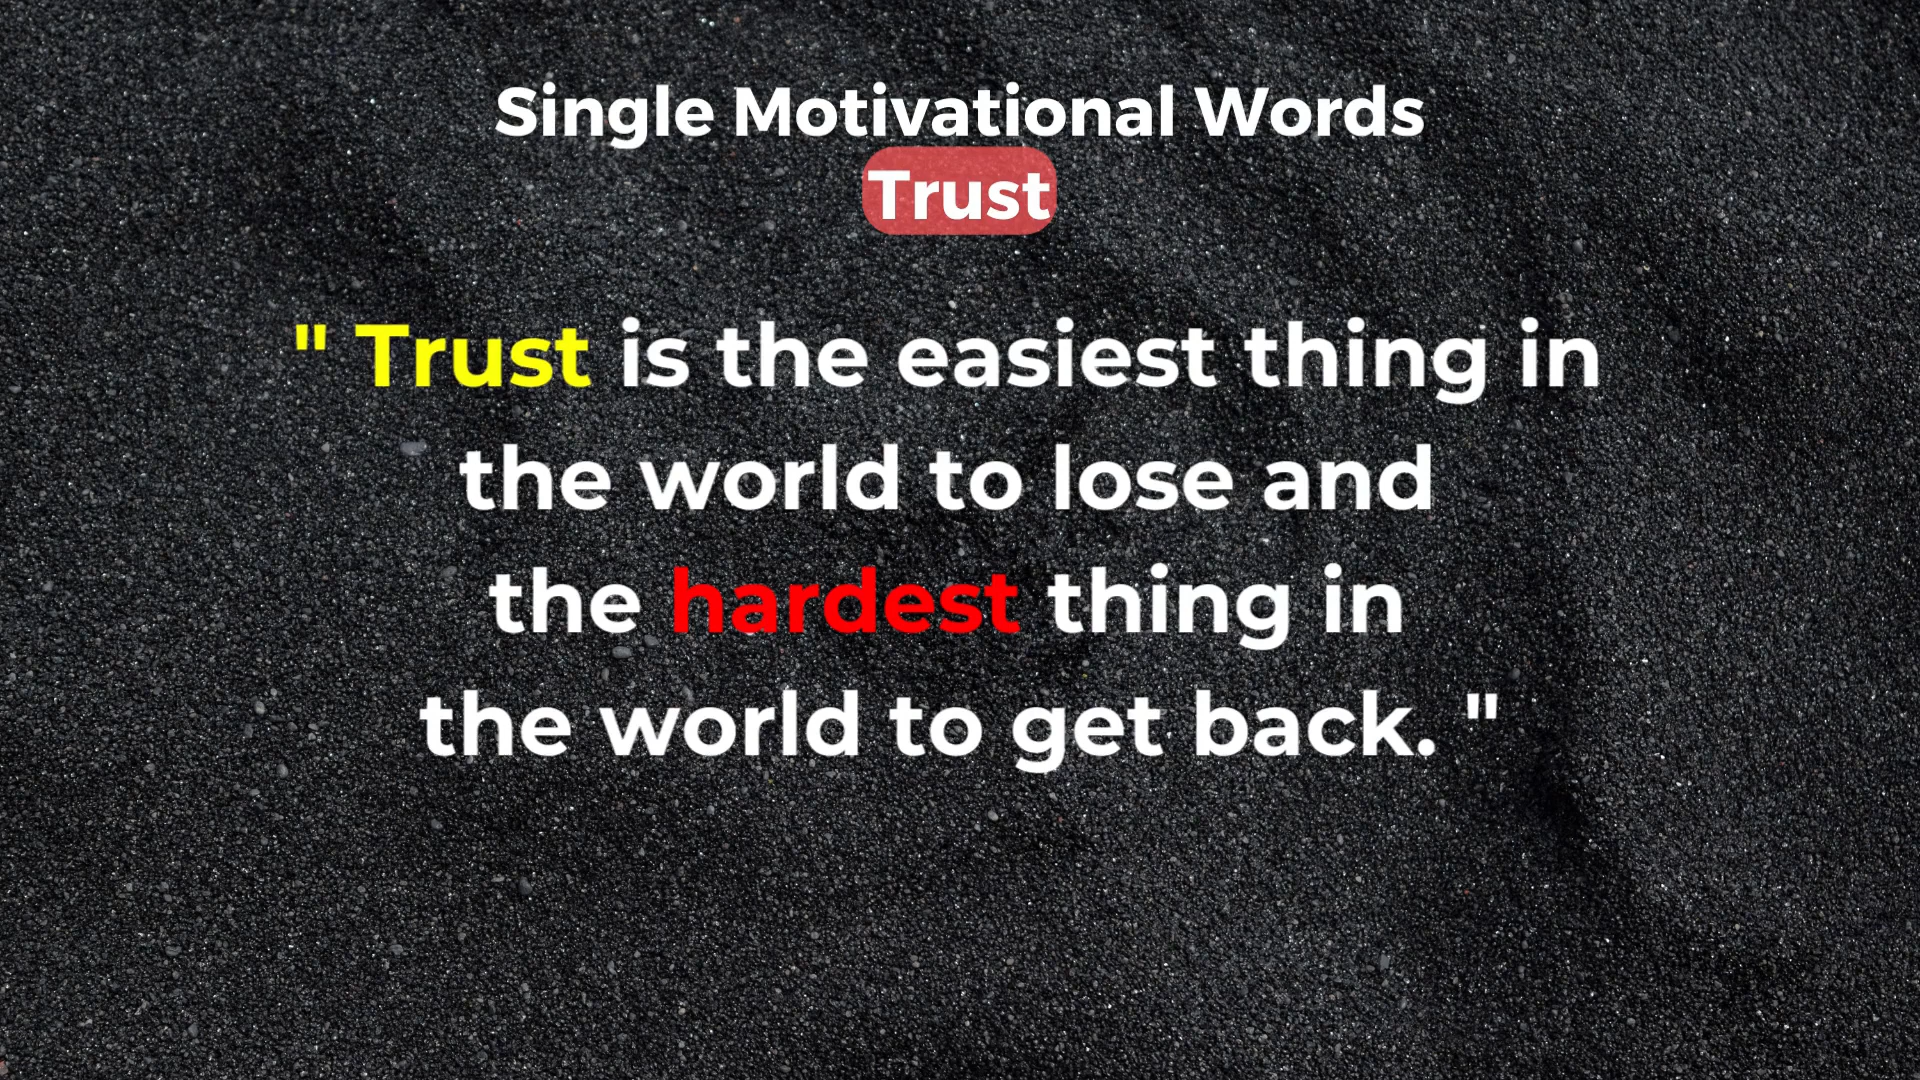 Single Motivational Words
Trust
" Trust is the easiest thing in
the world to lose and
the hardest thing in
the world to get back. "